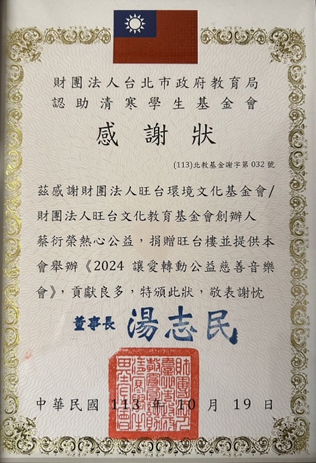 財團法人台北市政府教育局
認助清寒學生基金會
感謝狀
(113)北教基金謝字第032號
茲感謝財團法人旺台環境文化基金會/
財團法人旺台文化教育基金會創辦人
蔡衍榮熱心公益，捐贈旺台樓並提供本
會舉辦《2024 讓愛轉動公益慈善音樂
會》，貢獻良多，特頒此狀，敬表謝忱
董事長 湯志民
中華民國 113 年 10 月 19 日